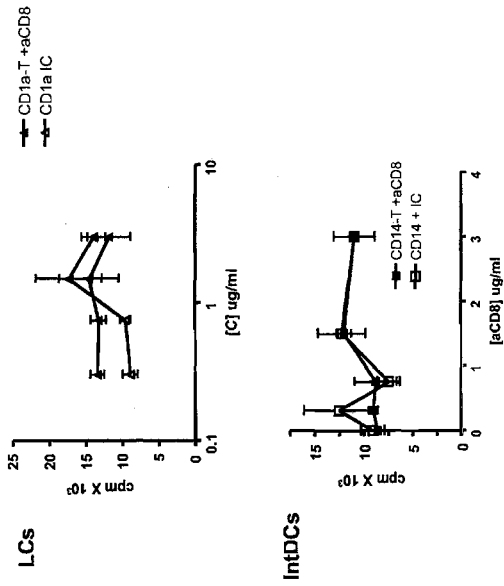 LCs
CD1a-T +aCD8
CD1a IC
cpm X 10³
25
20
15
10
5
0
0.1
1
10
[C] ug/ml
IntDCs
CD14-T +aCD8
CD14 + IC
cpm X 10³
15
10
5
0
0
1
2
3
4
[aCD8] ug/ml